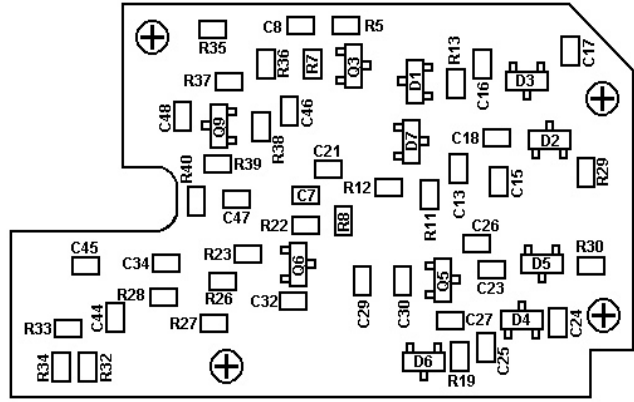 C8
R5
R35
R13
C17
R36
R7
Q3
R37
D1
C16
D3
C48
Q9
C46
R38
D7
C18
D2
R39
C21
R40
R12
C13
C15
R29
C47
C7
R11
R22
R8
C26
C45
C34
R23
Q6
D5
R30
C23
Q5
R26
R28
C32
C29
C30
C44
R33
R27
C27
D4
C24
R34
R32
D6
R19
C25